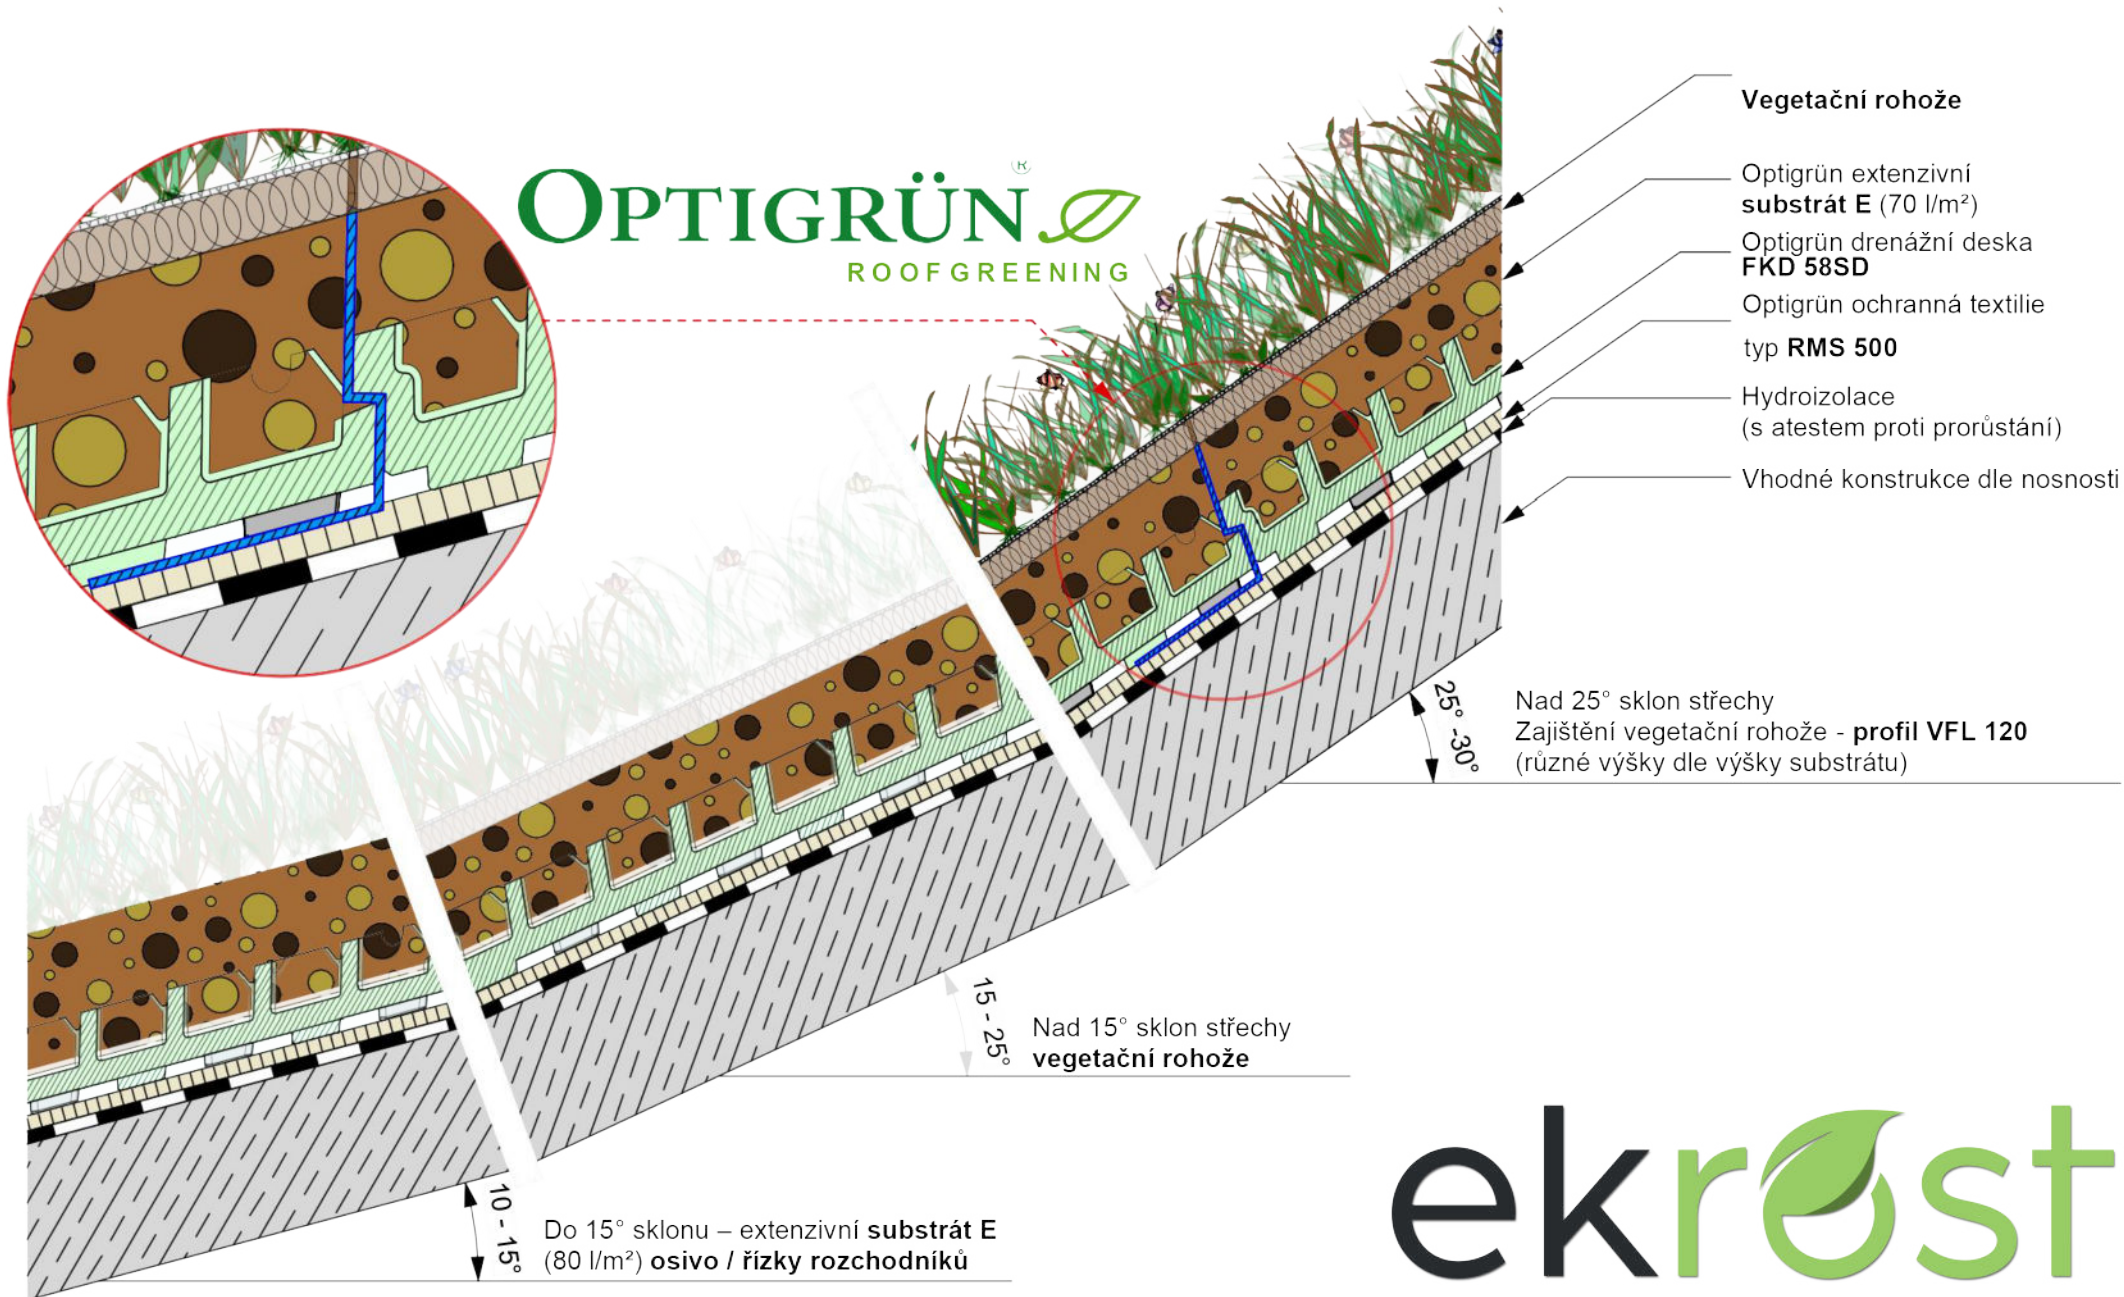 OPTIGRÜN®
ROOFGREENING
Vegetační rohože
Optigrün extenzivní
substrát E (70 l/m²)
Optigrün drenážní deska
FKD 58SD
Optigrün ochranná textilie
typ RMS 500
Hydroizolace
(s atestem proti prorůstání)
Vhodné konstrukce dle nosnosti
25° -30°
Nad 25° sklon střechy
Zajištění vegetační rohože - profil VFL 120
(různé výšky dle výšky substrátu)
15 - 25°
Nad 15° sklon střechy
vegetační rohože
10 - 15°
Do 15° sklonu – extenzivní substrát E
(80 l/m²) osivo / řízky rozchodníků
ekrost